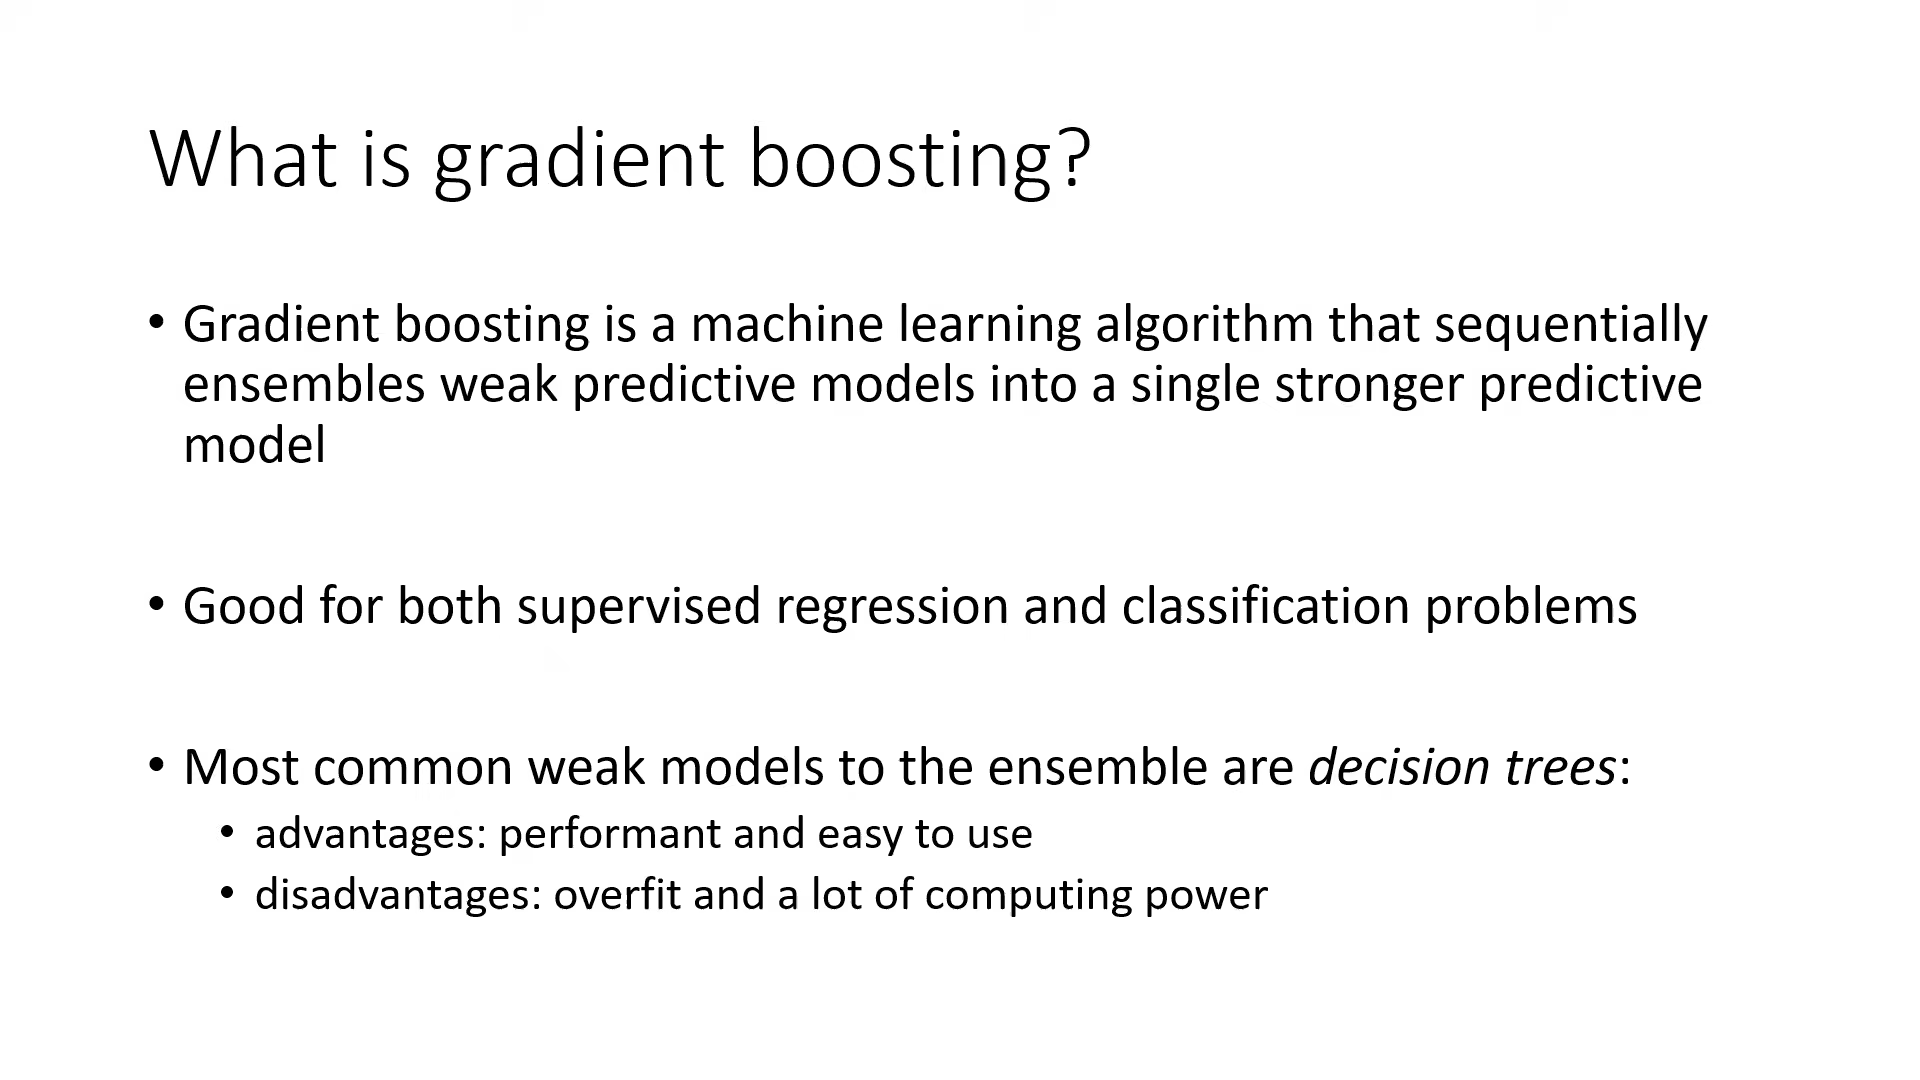 What is gradient boosting?
• Gradient boosting is a machine learning algorithm that sequentially
ensembles weak predictive models into a single stronger predictive
model
• Good for both supervised regression and classification problems
• Most common weak models to the ensemble are decision trees:
• advantages: performant and easy to use
• disadvantages: overfit and a lot of computing power